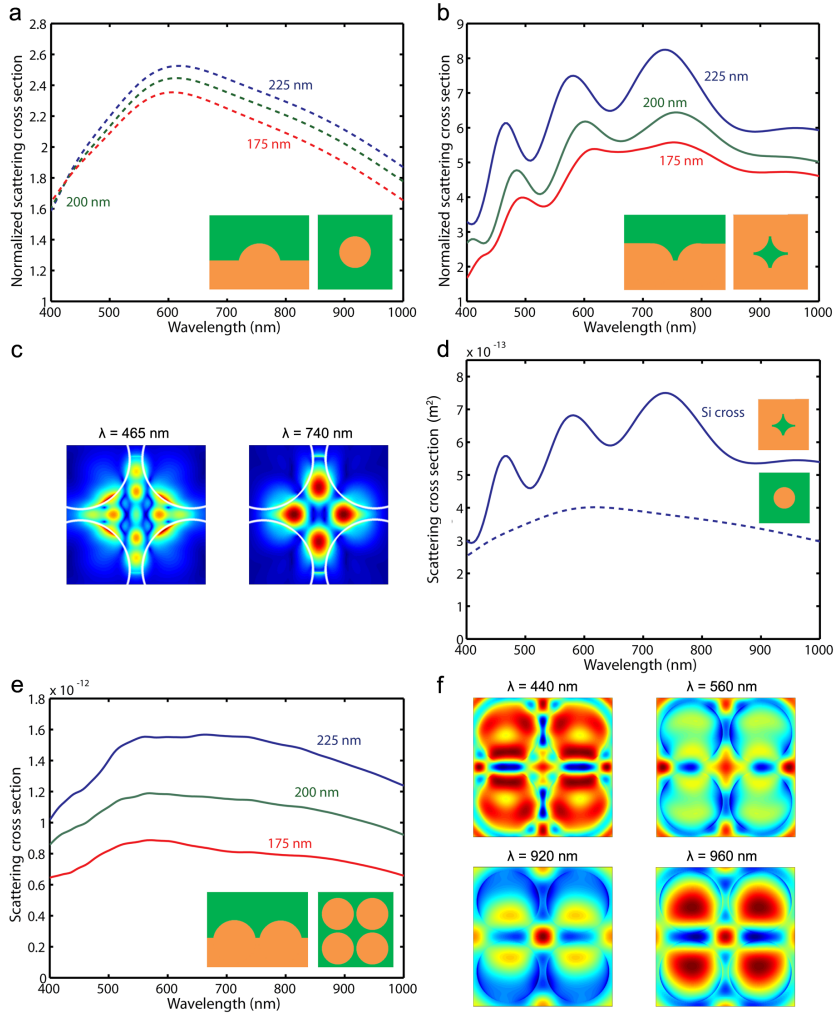 a
Normalized scattering cross section
2.8
2.6
2.4
2.2
2
1.8
1.6
1.4
1.2
1
225 nm
175 nm
200 nm
400 500 600 700 800 900 1000
Wavelength (nm)
b
Normalized scattering cross section
9
8
7
6
5
4
3
2
1
225 nm
200 nm
175 nm
400 500 600 700 800 900 1000
Wavelength (nm)
c
λ = 465 nm
λ = 740 nm
d
x 10⁻¹³
Scattering cross section (m²)
8
7
6
5
4
3
2
1
0
Si cross
400 500 600 700 800 900 1000
Wavelength (nm)
e
x 10⁻¹²
Scattering cross section
1.8
1.6
1.4
1.2
1
0.8
0.6
0.4
0.2
0
225 nm
200 nm
175 nm
400 500 600 700 800 900 1000
Wavelength (nm)
f
λ = 440 nm
λ = 560 nm
λ = 920 nm
λ = 960 nm